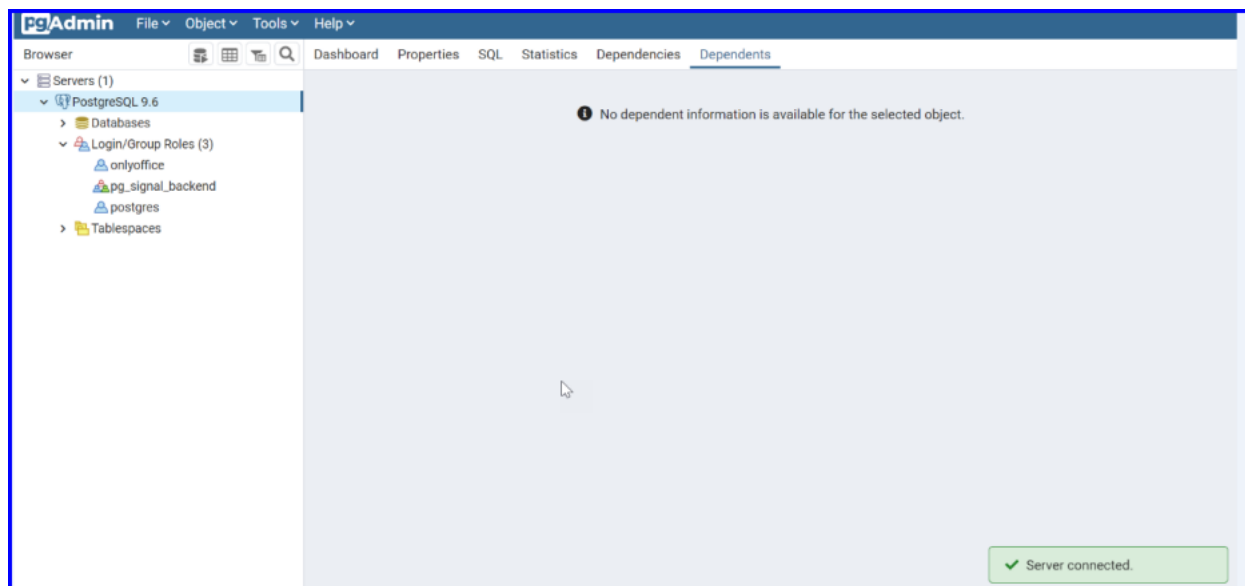 pgAdmin File Object Tools Help
Browser
Dashboard Properties SQL Statistics Dependencies Dependents
Servers (1)
PostgreSQL 9.6
Databases
Login/Group Roles (3)
onlyoffice
pg_signal_backend
postgres
Tablespaces
No dependent information is available for the selected object.
Server connected.